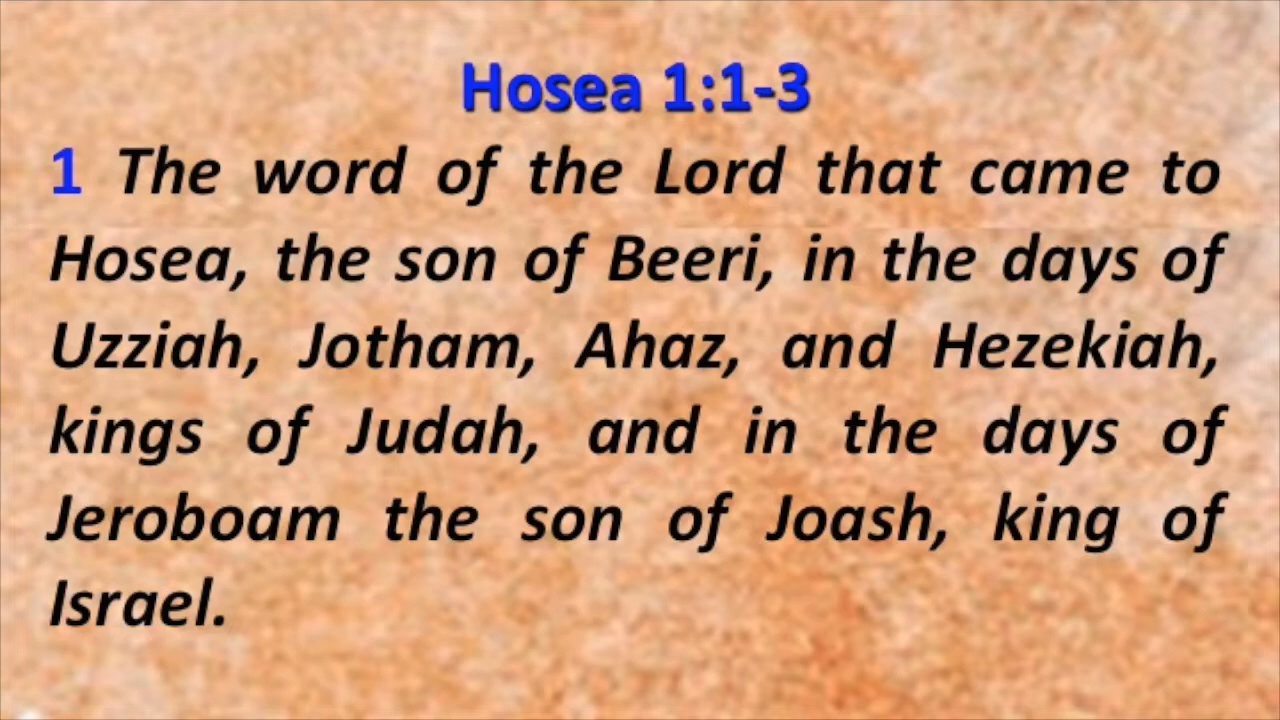 Hosea 1:1-3
1 The word of the Lord that came to
Hosea, the son of Beeri, in the days of
Uzziah, Jotham, Ahaz, and Hezekiah,
kings of Judah, and in the days of
Jeroboam the son of Joash, king of
Israel.